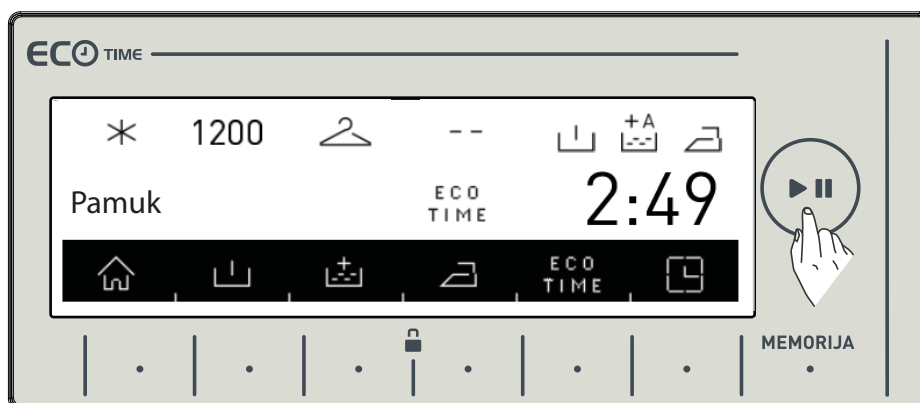 ECO TIME
1200 -- +A
Pamuk ECO TIME 2:49
+ ECO TIME
MEMORIJA